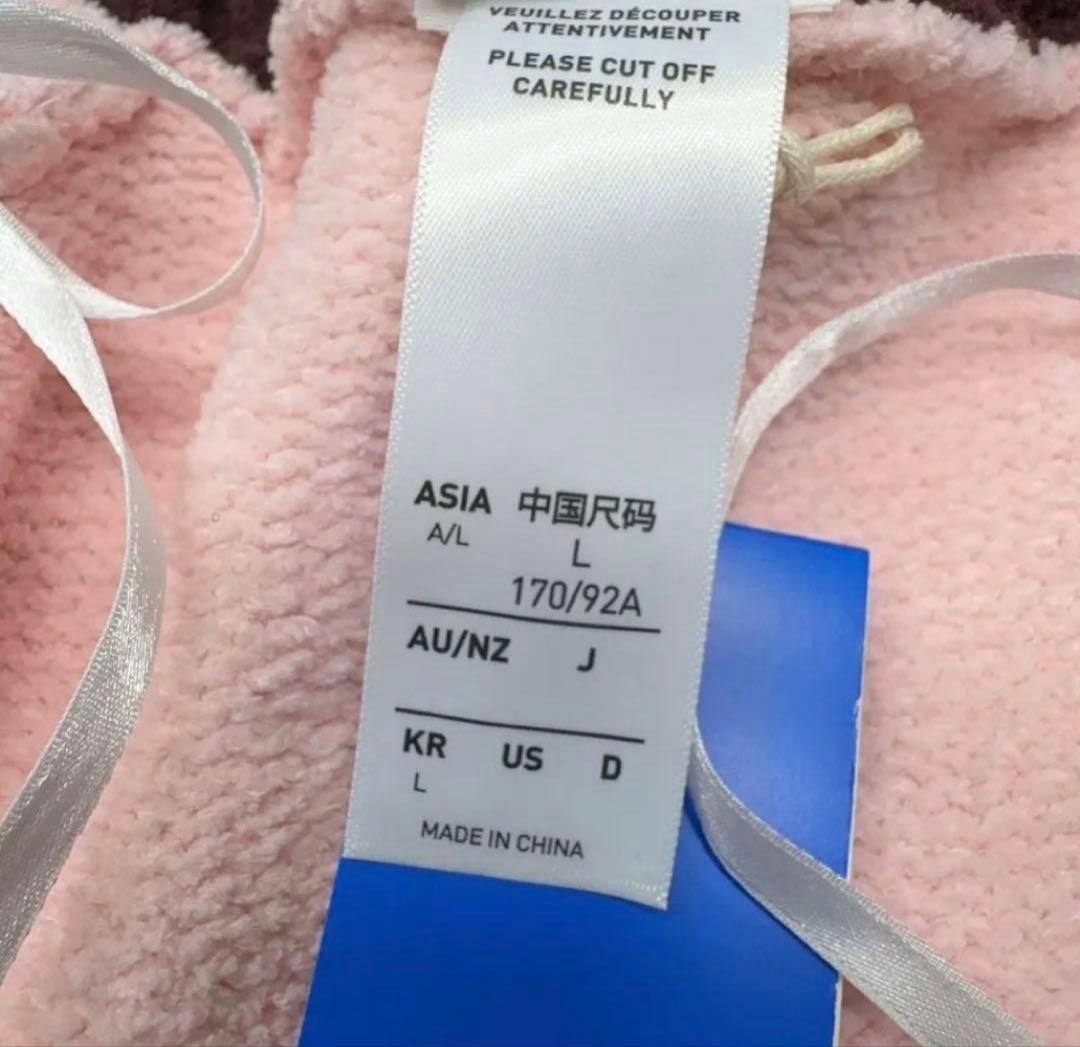 VEUILLEZ DÉCOUPER
ATTENTIVEMENT
PLEASE CUT OFF
CAREFULLY
ASIA 中国尺码
A/L L
170/92A
AU/NZ J
KR US D
L
MADE IN CHINA